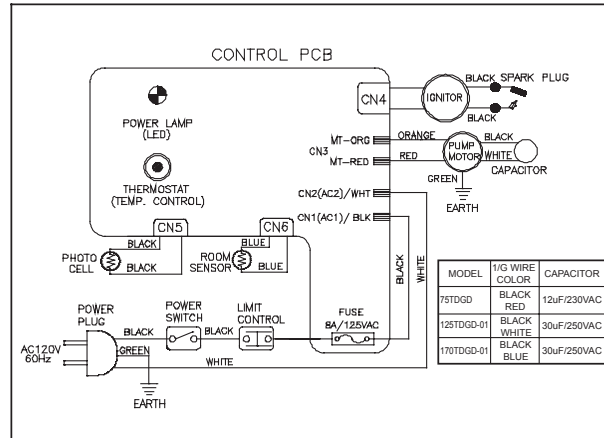 CONTROL PCB
POWER LAMP
(LED)
THERMOSTAT
(TEMP. CONTROL)
CN4
IGNITOR
BLACK
SPARK PLUG
BLACK
CN3
MT-ORG
ORANGE
MT-RED
RED
PUMP
MOTOR
BLACK
WHITE
CAPACITOR
GREEN
EARTH
CN2(AC2)/WHT
CN1(AC1)/ BLK
BLACK
WHITE
CN5
BLACK
BLACK
PHOTO
CELL
CN6
BLUE
BLUE
ROOM
SENSOR
POWER
PLUG
AC120V
60Hz
BLACK
GREEN
EARTH
POWER
SWITCH
BLACK
LIMIT
CONTROL
FUSE
8A/125VAC
WHITE
MODEL 1/G WIRE COLOR CAPACITOR
75TDGD BLACK RED 12uF/230VAC
125TDGD-01 BLACK WHITE 30uF/250VAC
170TDGD-01 BLACK BLUE 30uF/250VAC